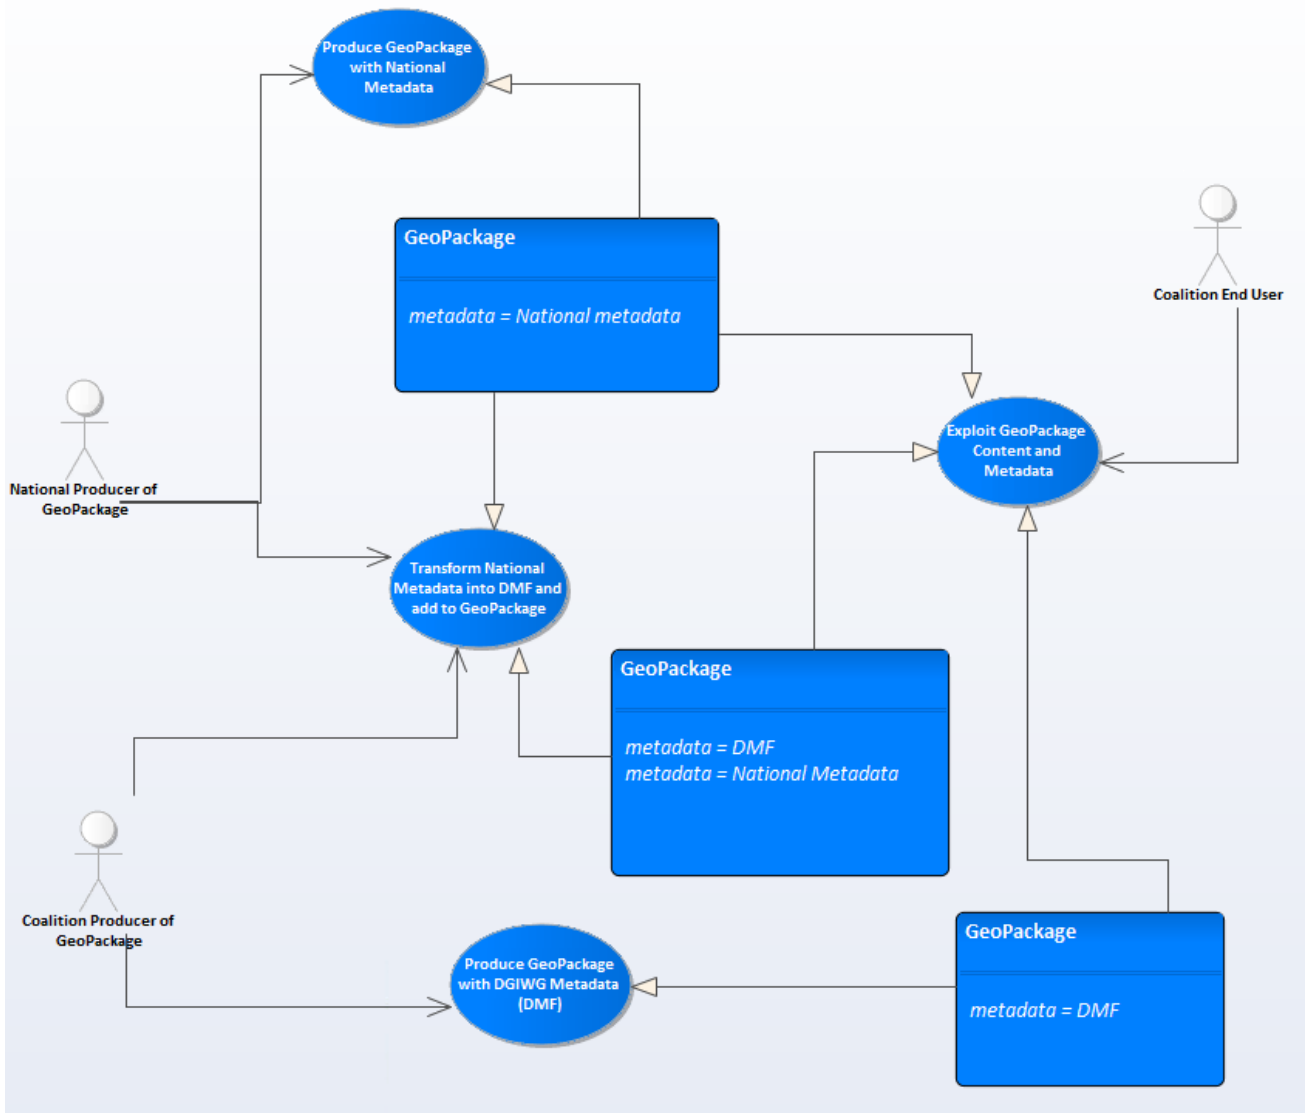 Produce GeoPackage
with National
Metadata
GeoPackage
metadata = National metadata
Coalition End User
National Producer of
GeoPackage
Exploit GeoPackage
Content and
Metadata
Transform National
Metadata into DMF and
add to GeoPackage
GeoPackage
metadata = DMF
metadata = National Metadata
Coalition Producer of
GeoPackage
Produce GeoPackage
with DGIWG Metadata
(DMF)
GeoPackage
metadata = DMF